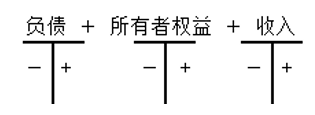 负债 + 所有者权益 + 收入
− + − + − +